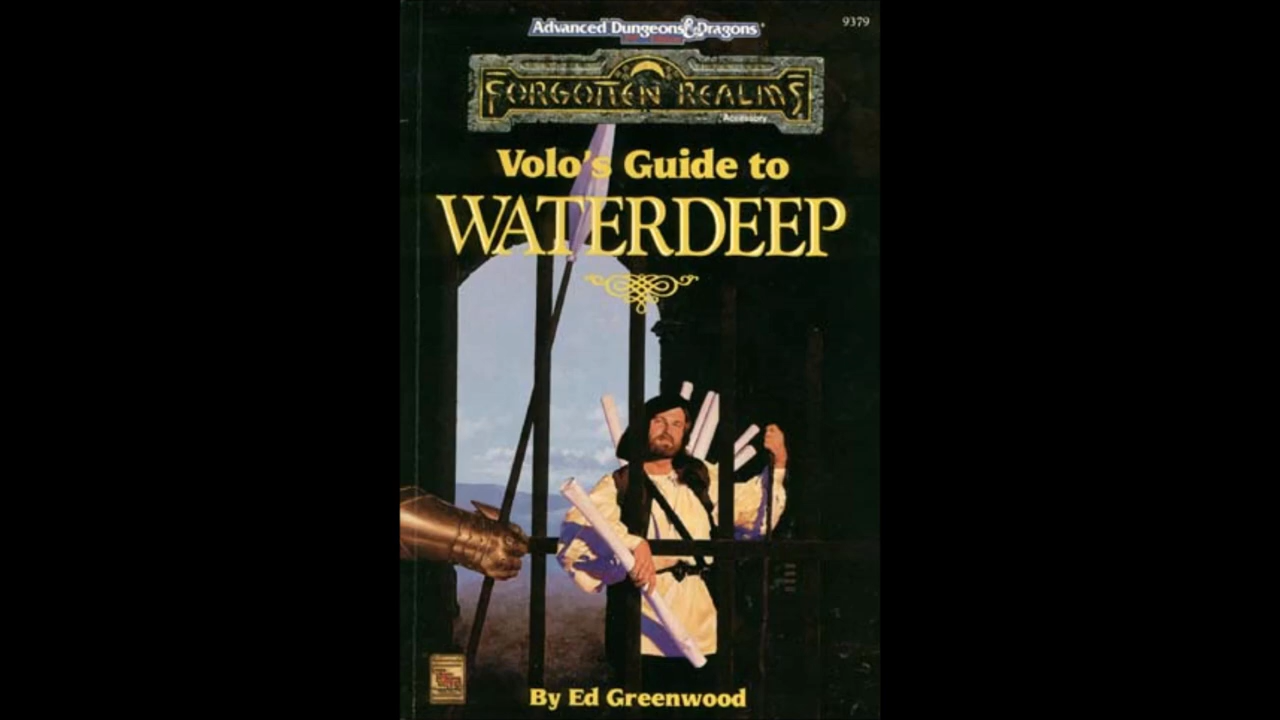 Advanced Dungeons & Dragons®
9379
FORGOTTEN REALMS
Accessory
Volo's Guide to
WATERDEEP
By Ed Greenwood